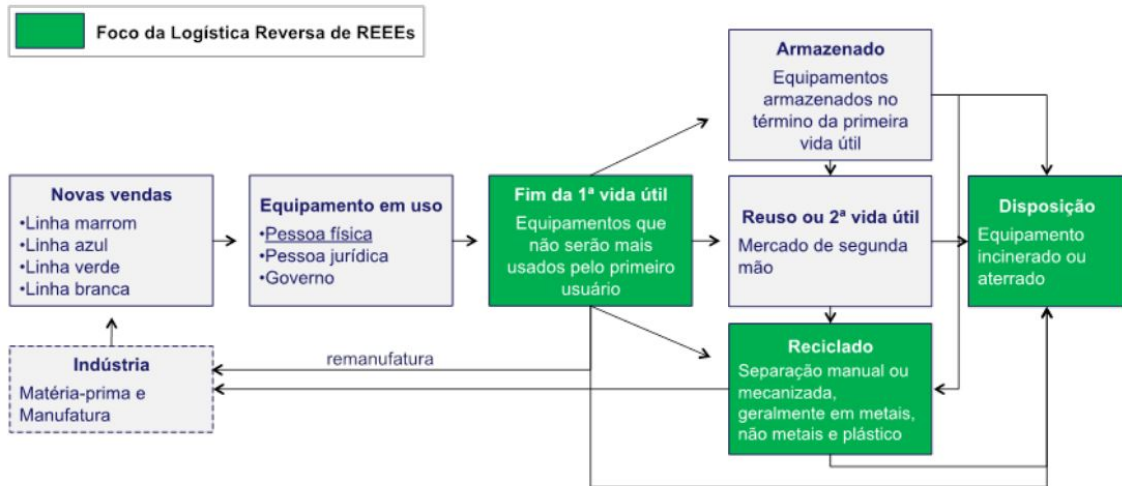 Foco da Logística Reversa de REEEs
Armazenado
Equipamentos
armazenados no
término da primeira
vida útil
Novas vendas
•Linha marrom
•Linha azul
•Linha verde
•Linha branca
Equipamento em uso
•Pessoa física
•Pessoa jurídica
•Governo
Fim da 1ª vida útil
Equipamentos que
não serão mais
usados pelo primeiro
usuário
Reuso ou 2ª vida útil
Mercado de segunda
mão
Disposição
Equipamento
incinerado ou
aterrado
Indústria
Matéria-prima e
Manufatura
remanufatura
Reciclado
Separação manual ou
mecanizada,
geralmente em metais,
não metais e plástico